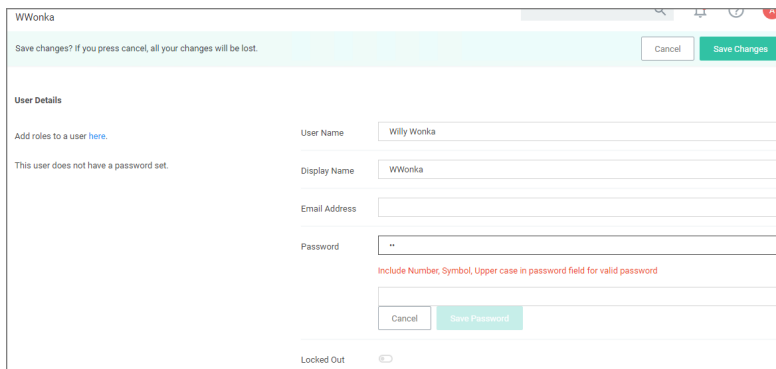 WWonka
Save changes? If you press cancel, all your changes will be lost.
Cancel
Save Changes
User Details
Add roles to a user here.
This user does not have a password set.
User Name
Willy Wonka
Display Name
WWonka
Email Address
Password
••
Include Number, Symbol, Upper case in password field for valid password
Cancel
Save Password
Locked Out